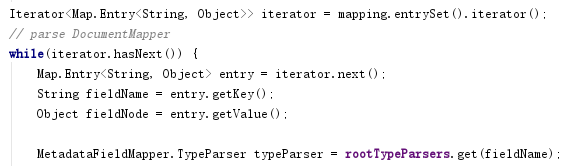 Iterator<Map.Entry<String, Object>> iterator = mapping.entrySet().iterator();
// parse DocumentMapper
while(iterator.hasNext()) {
    Map.Entry<String, Object> entry = iterator.next();
    String fieldName = entry.getKey();
    Object fieldNode = entry.getValue();

    MetadataFieldMapper.TypeParser typeParser = rootTypeParsers.get(fieldName);